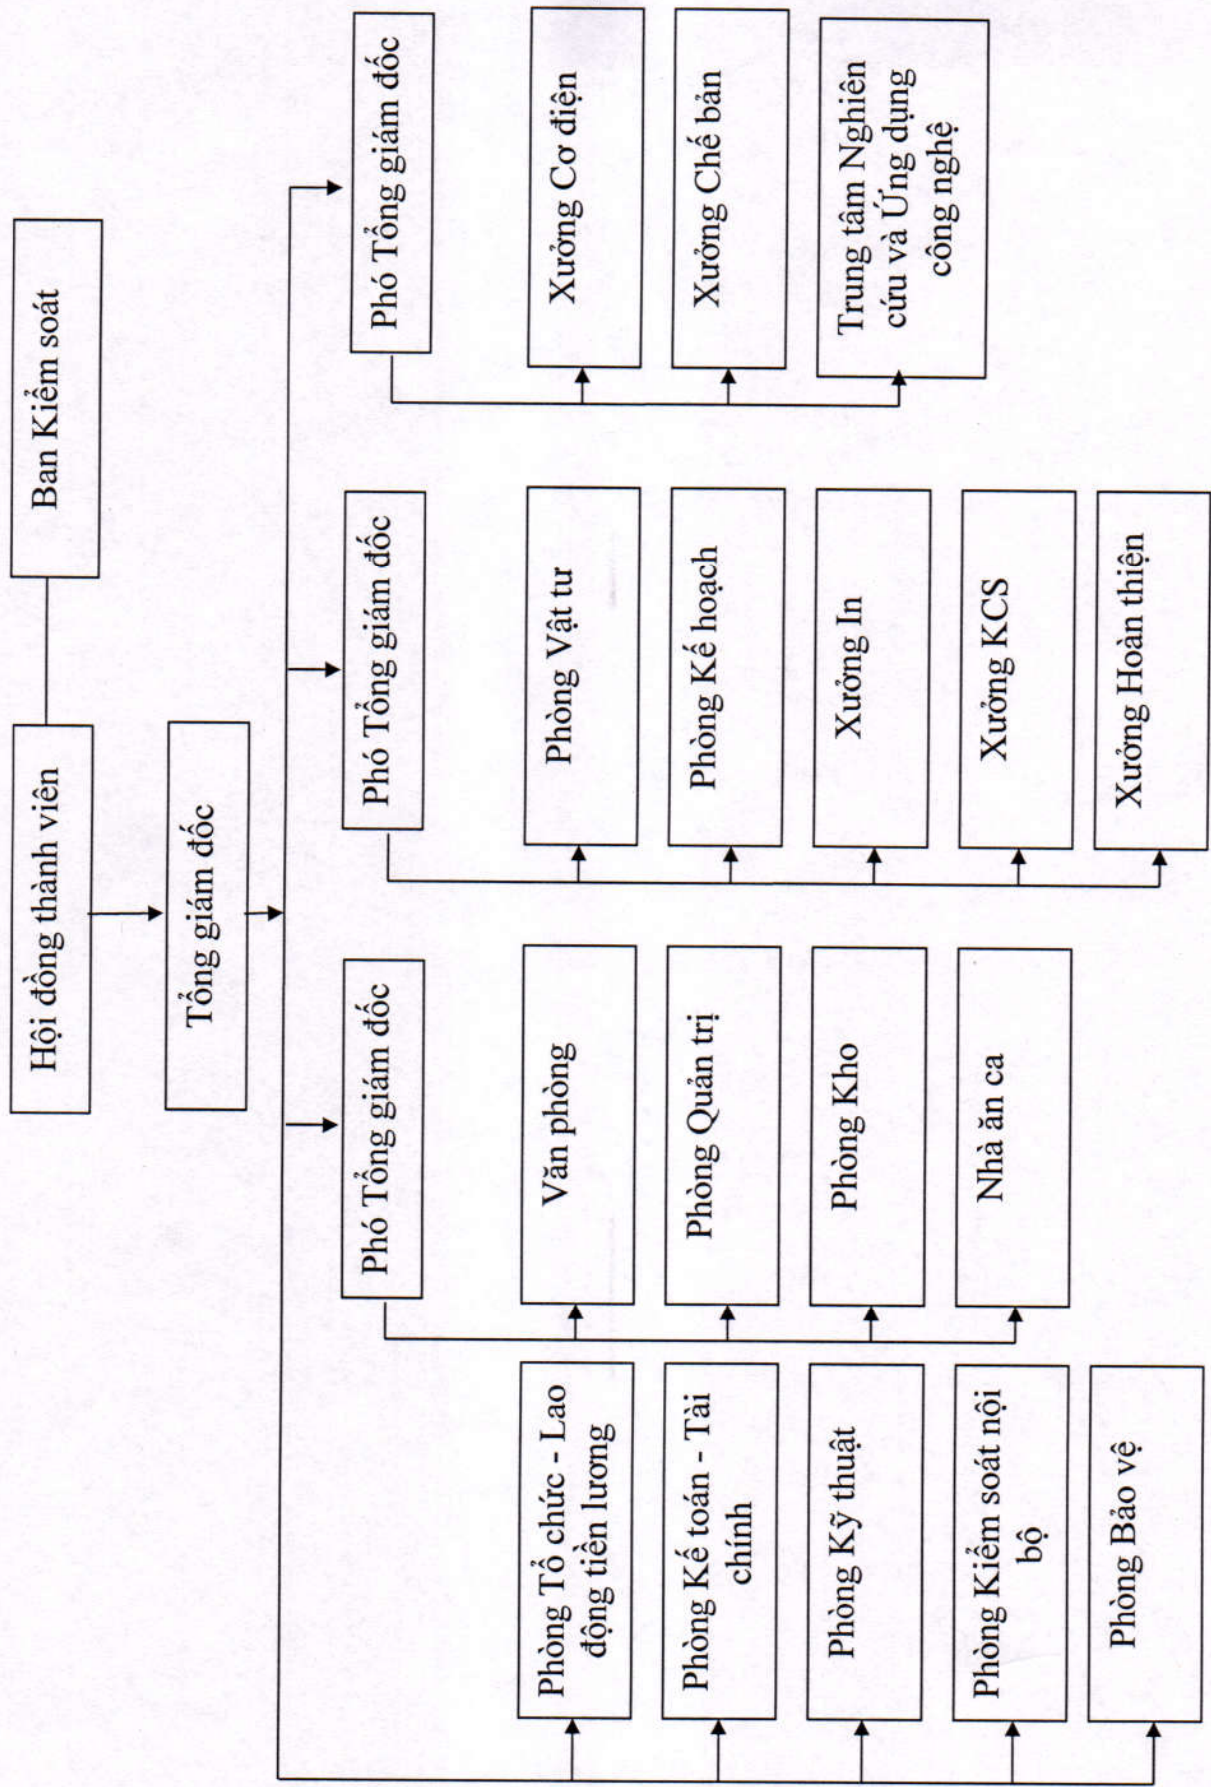 Hội đồng thành viên
Ban Kiểm soát
Tổng giám đốc
Phó Tổng giám đốc
Phó Tổng giám đốc
Phó Tổng giám đốc
Phòng Tổ chức - Lao
động tiền lương
Phòng Kế toán - Tài
chính
Phòng Kỹ thuật
Phòng Kiểm soát nội
bộ
Phòng Bảo vệ
Văn phòng
Phòng Quản trị
Phòng Kho
Nhà ăn ca
Phòng Vật tư
Phòng Kế hoạch
Xưởng In
Xưởng KCS
Xưởng Hoàn thiện
Xưởng Cơ điện
Xưởng Chế bản
Trung tâm Nghiên
cứu và Ứng dụng
công nghệ